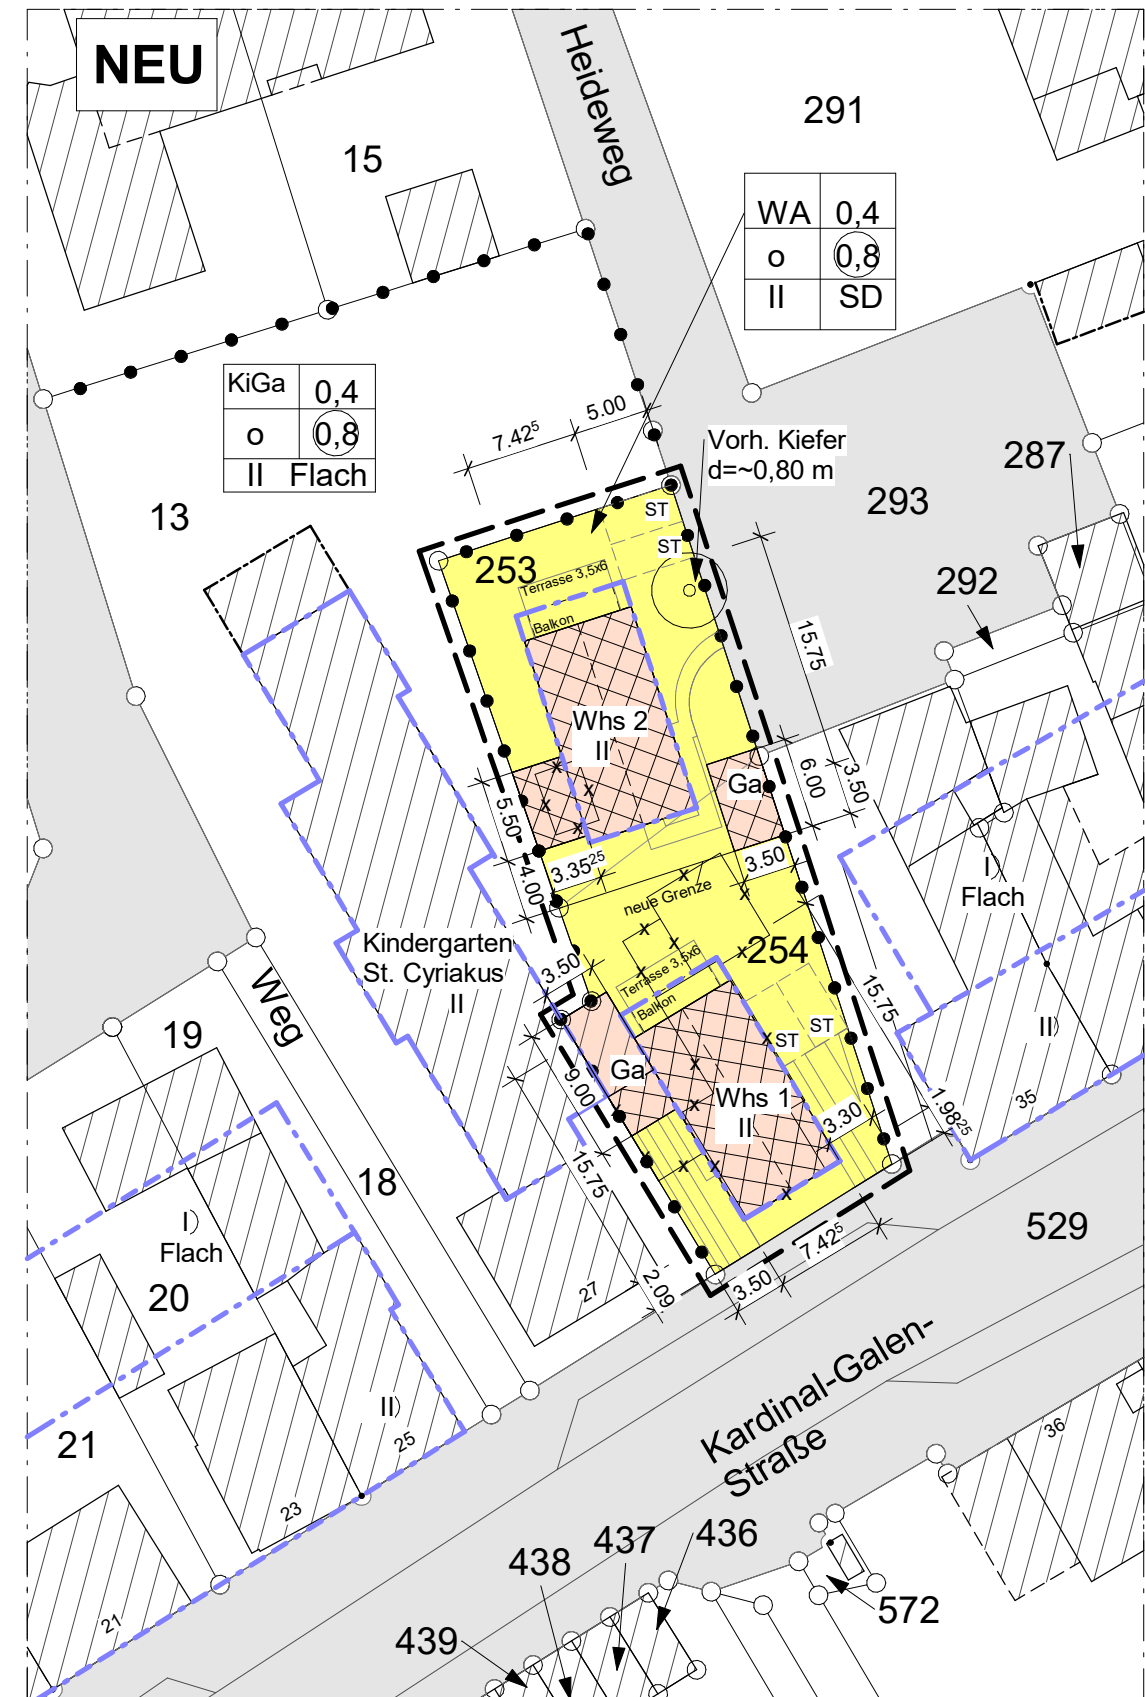 NEU
Heideweg
291
15
WA 0,4
o 0,8
II SD
KiGa 0,4
o 0,8
II Flach
7.42⁵
5.00
Vorh. Kiefer
d=~0,80 m
287
293
13
ST
ST
253
Terrasse 3,5x6
292
Balkon
15.75
Whs 2
II
Ga
6.00
3.50
5.50
4.00
3.35²⁵
3.50
I)
Flach
neue Grenze
Kindergarten
St. Cyriakus
II
254
3.50
Terrasse 3,5x6
Balkon
Weg
15.75
19
ST
ST
II)
Ga
9.00
Whs 1
II
3.30
1.98²⁵
35
15.75
18
I)
Flach
20
529
7.42⁵
3.50
2.09
27
Kardinal-Galen-
Straße
II)
25
21
36
23
436
437
438
572
21
439